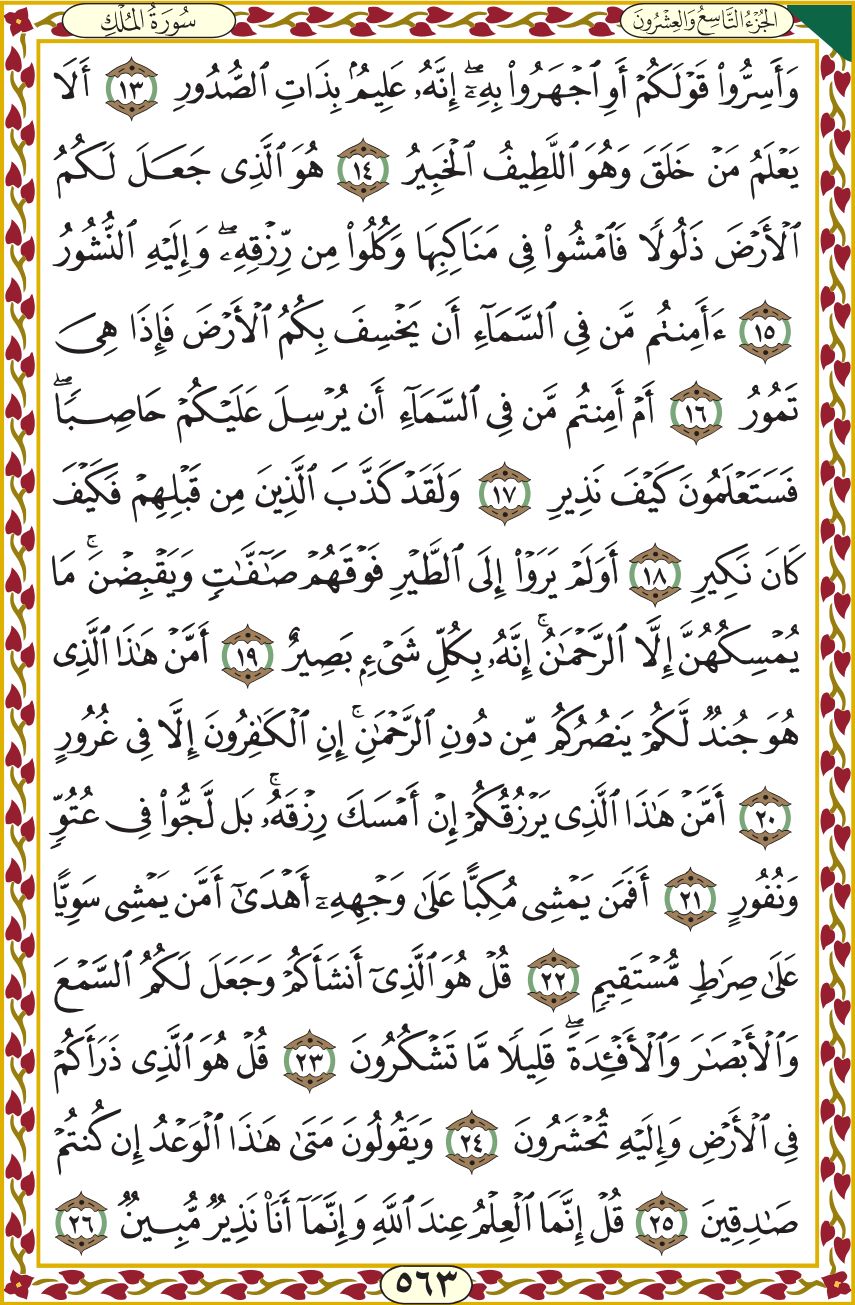 الجُزْءُ التَّاسِعُ وَالعِشْرُونَ
سُورَةُ المُلْكِ
وَأَسِرُّوا۟ قَوْلَكُمْ أَوِ ٱجْهَرُوا۟ بِهِۦٓ ۖ إِنَّهُۥ عَلِيمٌۢ بِذَاتِ ٱلصُّدُورِ ١٣ أَلَا
يَعْلَمُ مَنْ خَلَقَ وَهُوَ ٱللَّطِيفُ ٱلْخَبِيرُ ١٤ هُوَ ٱلَّذِى جَعَلَ لَكُمُ
ٱلْأَرْضَ ذَلُولًا فَٱمْشُوا۟ فِى مَنَاكِبِهَا وَكُلُوا۟ مِن رِّزْقِهِۦ ۖ وَإِلَيْهِ ٱلنُّشُورُ
١٥ ءَأَمِنتُم مَّن فِى ٱلسَّمَآءِ أَن يَخْسِفَ بِكُمُ ٱلْأَرْضَ فَإِذَا هِىَ
تَمُورُ ١٦ أَمْ أَمِنتُم مَّن فِى ٱلسَّمَآءِ أَن يُرْسِلَ عَلَيْكُمْ حَاصِبًا ۖ
فَسَتَعْلَمُونَ كَيْفَ نَذِيرِ ١٧ وَلَقَدْ كَذَّبَ ٱلَّذِينَ مِن قَبْلِهِمْ فَكَيْفَ
كَانَ نَكِيرِ ١٨ أَوَلَمْ يَرَوْا۟ إِلَى ٱلطَّيْرِ فَوْقَهُمْ صَـٰٓفَّـٰتٍ وَيَقْبِضْنَ ۚ مَا
يُمْسِكُهُنَّ إِلَّا ٱلرَّحْمَـٰنُ ۚ إِنَّهُۥ بِكُلِّ شَىْءٍۭ بَصِيرٌ ١٩ أَمَّنْ هَـٰذَا ٱلَّذِى
هُوَ جُندٌ لَّكُمْ يَنصُرُكُم مِّن دُونِ ٱلرَّحْمَـٰنِ ۚ إِنِ ٱلْكَـٰفِرُونَ إِلَّا فِى غُرُورٍ
٢٠ أَمَّنْ هَـٰذَا ٱلَّذِى يَرْزُقُكُمْ إِنْ أَمْسَكَ رِزْقَهُۥ ۚ بَل لَّجُّوا۟ فِى عُتُوٍّ
وَنُفُورٍ ٢١ أَفَمَن يَمْشِى مُكِبًّا عَلَىٰ وَجْهِهِۦٓ أَهْدَىٰٓ أَمَّن يَمْشِى سَوِيًّا
عَلَىٰ صِرَٰطٍ مُّسْتَقِيمٍ ٢٢ قُلْ هُوَ ٱلَّذِىٓ أَنشَأَكُمْ وَجَعَلَ لَكُمُ ٱلسَّمْعَ
وَٱلْأَبْصَـٰرَ وَٱلْأَفْـِٔدَةَ ۖ قَلِيلًا مَّا تَشْكُرُونَ ٢٣ قُلْ هُوَ ٱلَّذِى ذَرَأَكُمْ
فِى ٱلْأَرْضِ وَإِلَيْهِ تُحْشَرُونَ ٢٤ وَيَقُولُونَ مَتَىٰ هَـٰذَا ٱلْوَعْدُ إِن كُنتُمْ
صَـٰدِقِينَ ٢٥ قُلْ إِنَّمَا ٱلْعِلْمُ عِندَ ٱللَّهِ وَإِنَّمَآ أَنَا۠ نَذِيرٌ مُّبِينٌ ٢٦
٥٦٣